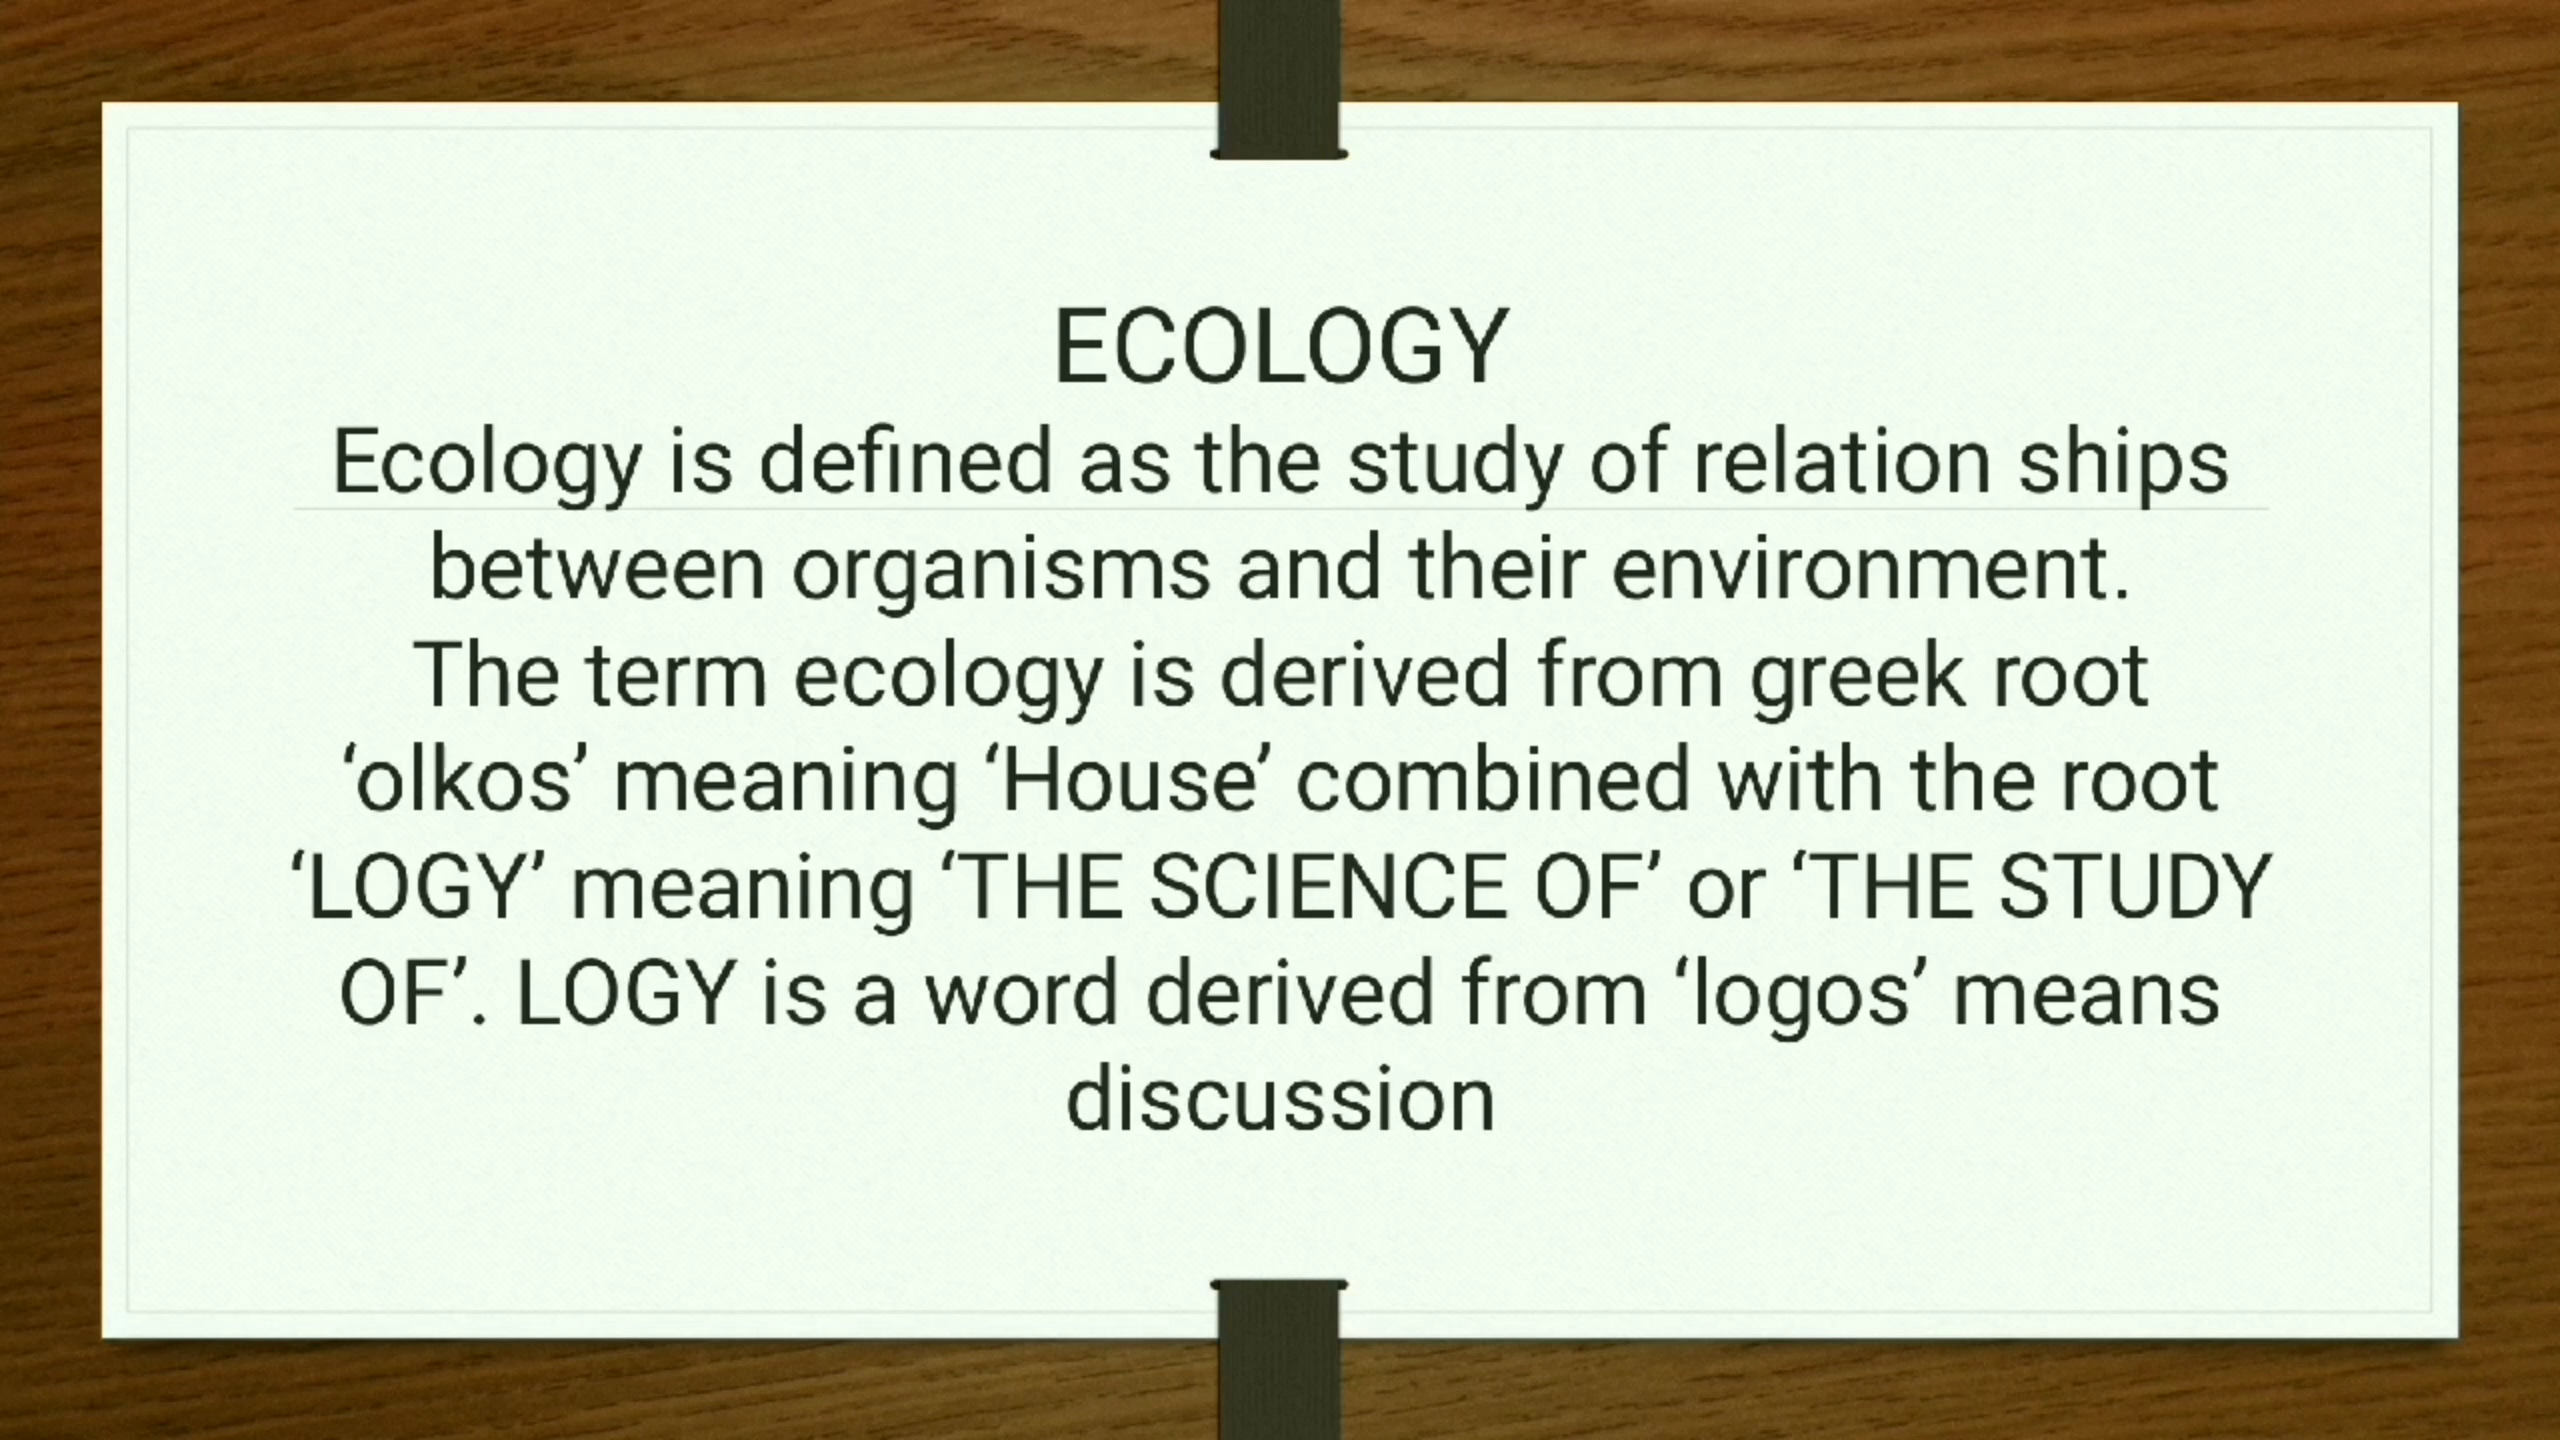 ECOLOGY
Ecology is defined as the study of relation ships
between organisms and their environment.
The term ecology is derived from greek root
‘olkos’ meaning ‘House’ combined with the root
‘LOGY’ meaning ‘THE SCIENCE OF’ or ‘THE STUDY
OF’. LOGY is a word derived from ‘logos’ means
discussion